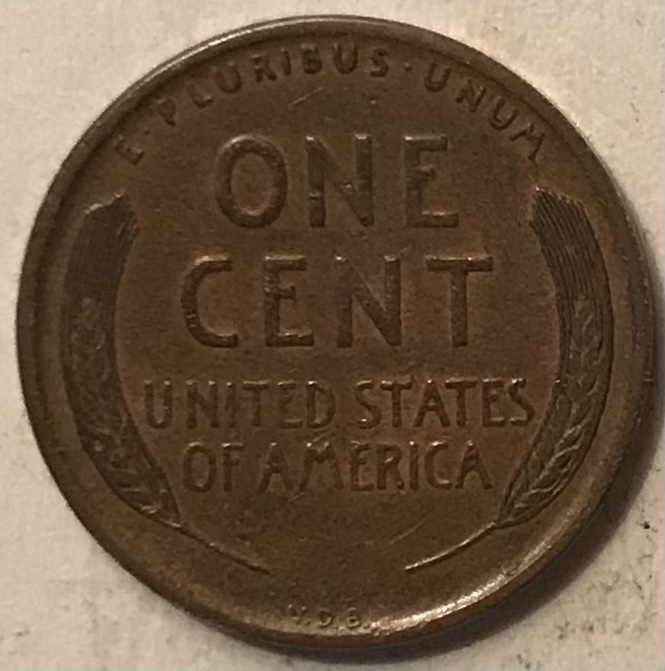 E · PLURIBUS · UNUM
ONE
CENT
UNITED STATES
OF AMERICA
V.D.B.